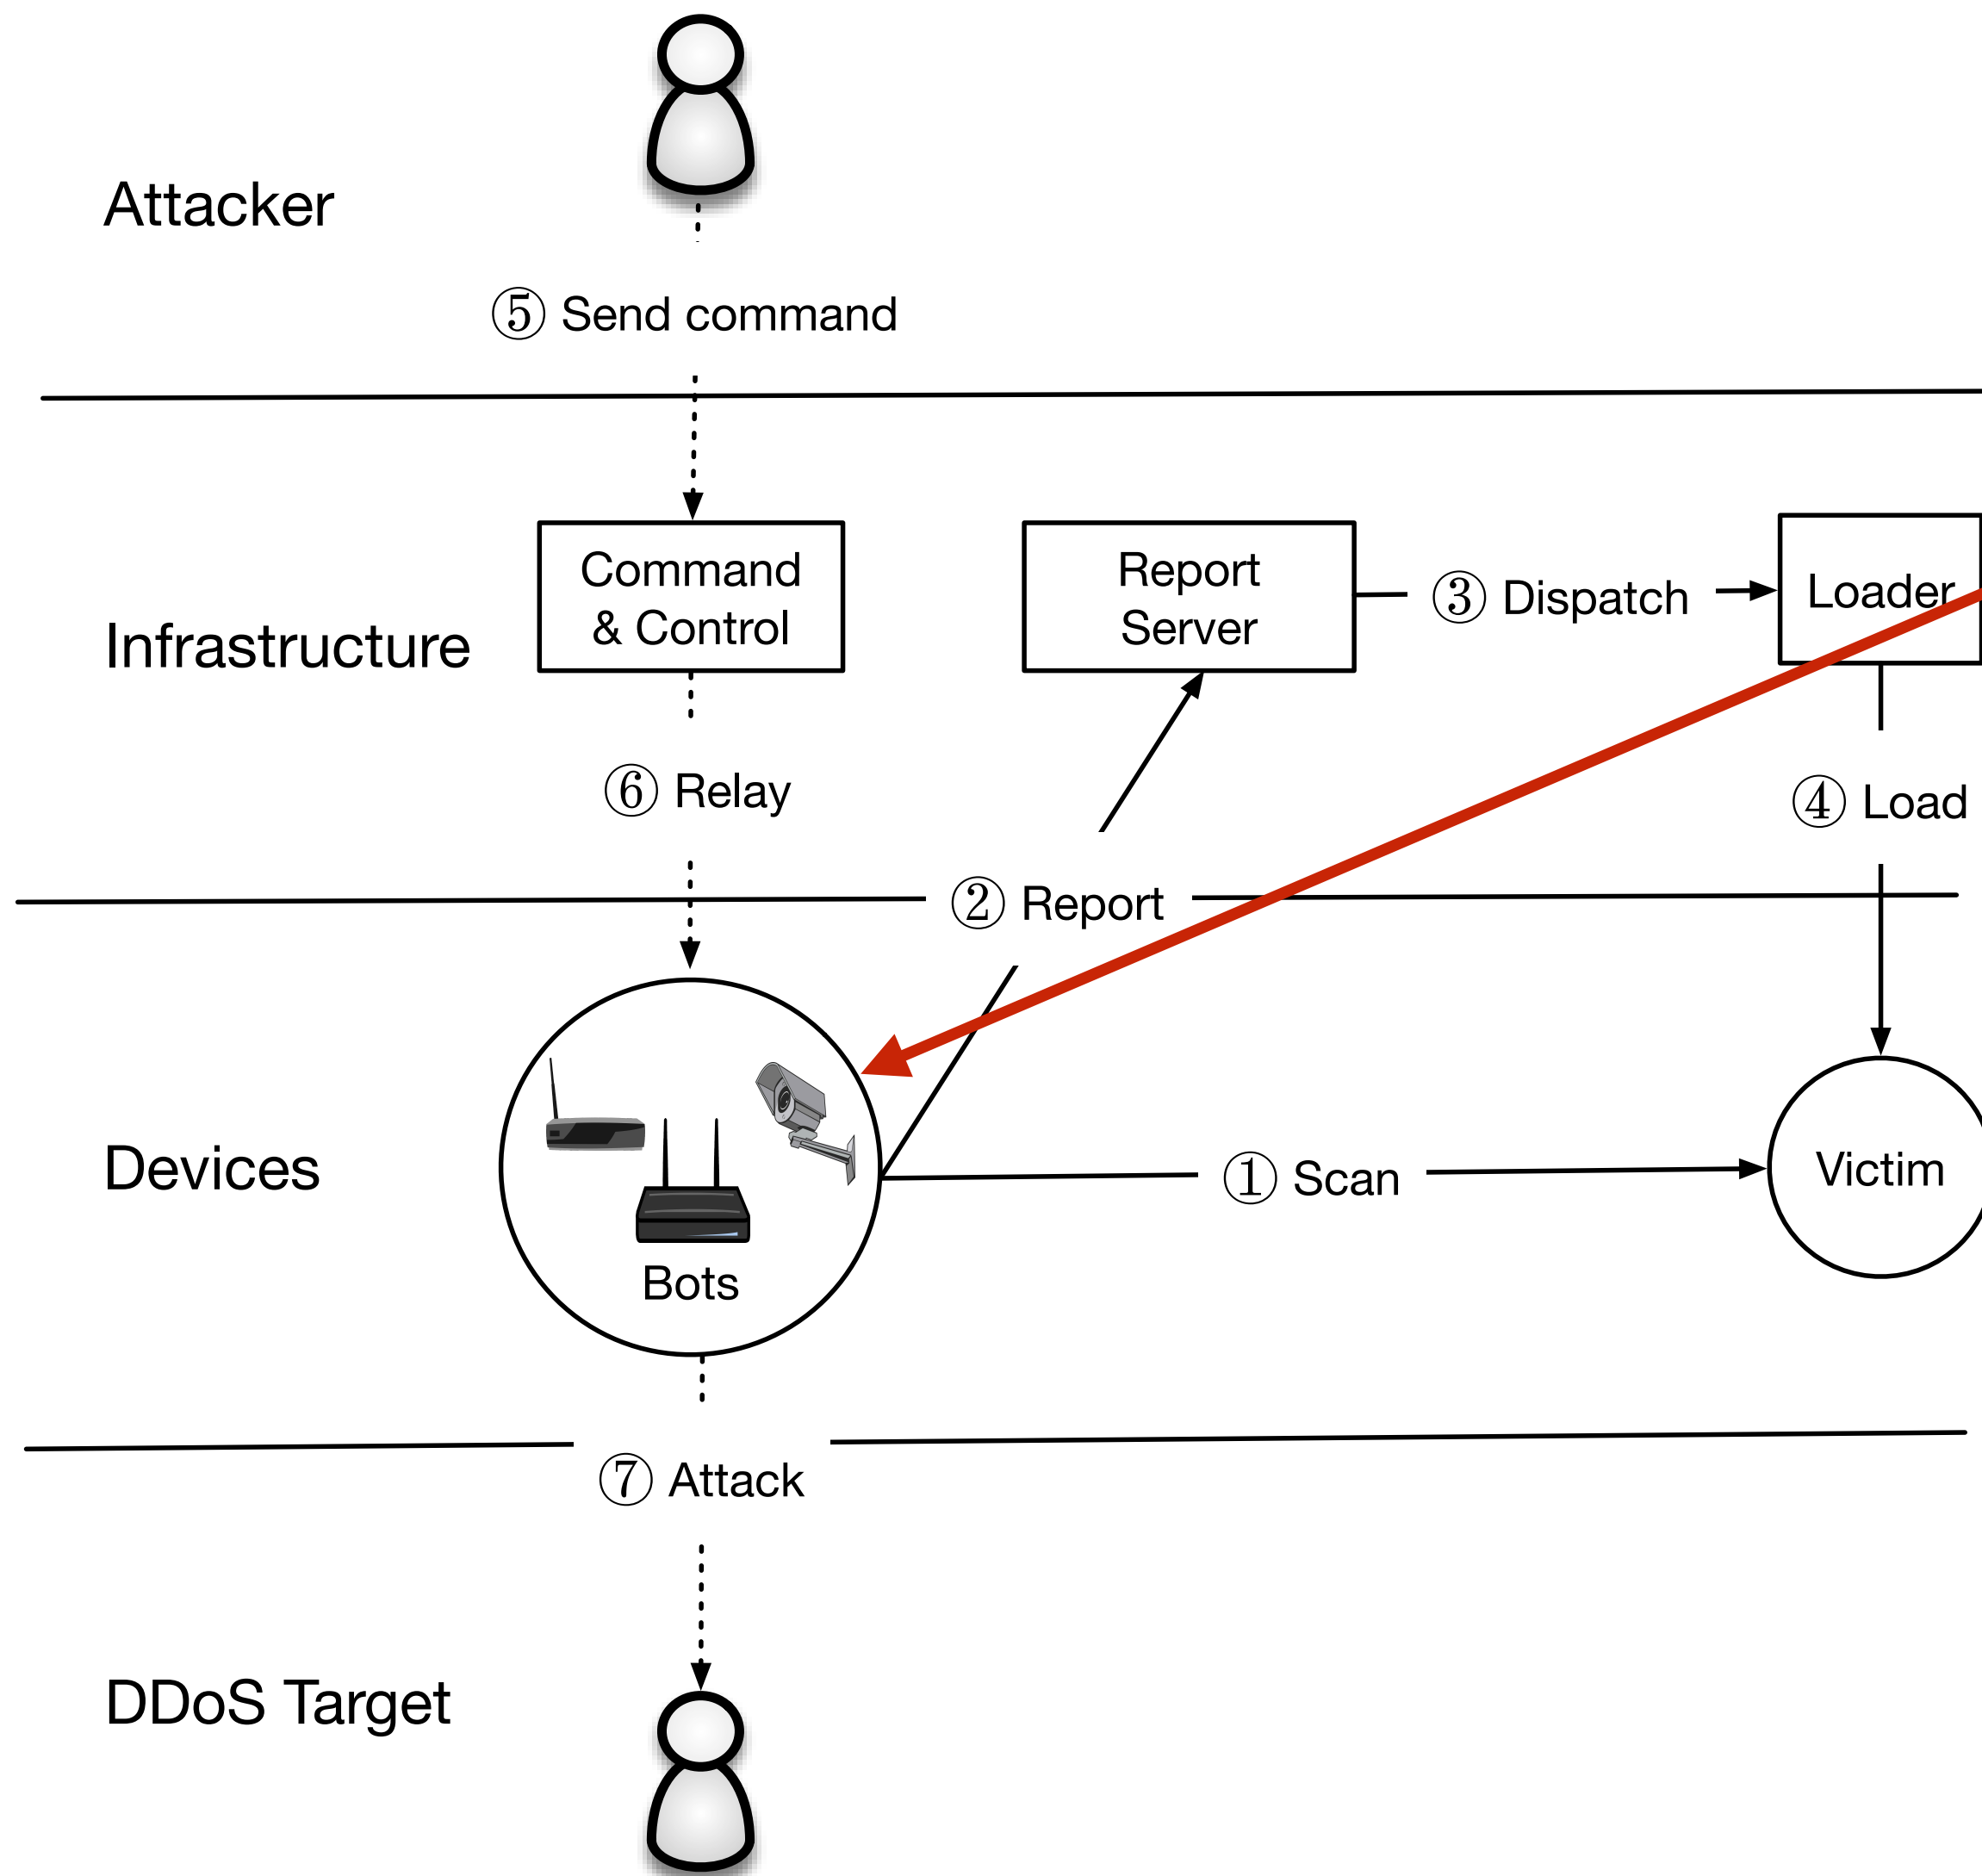 Attacker
⑤ Send command
Infrastructure
Command
& Control
Report
Server
③ Dispatch
Loader
⑥ Relay
④ Load
② Report
Devices
① Scan
Victim
Bots
⑦ Attack
DDoS Target